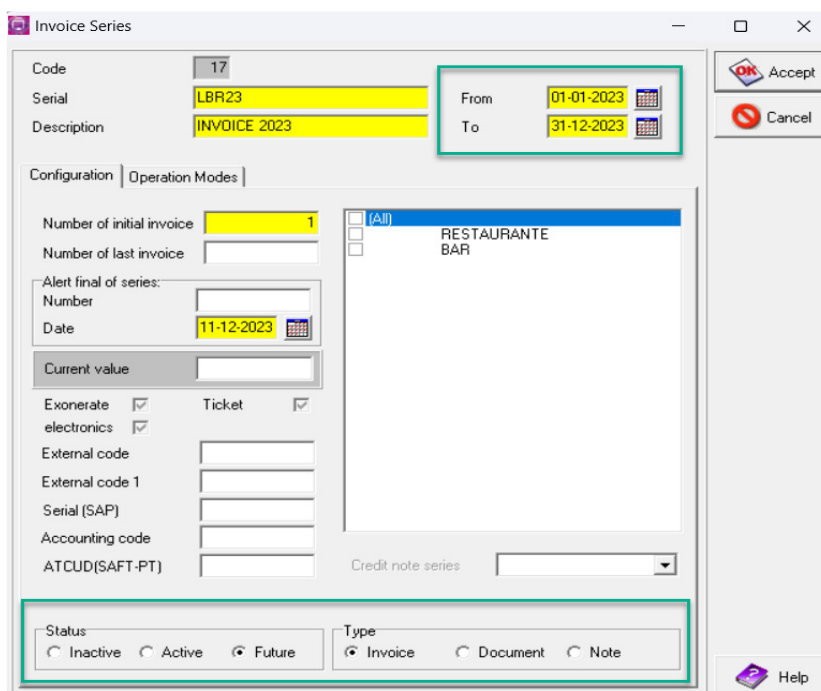 Invoice Series
Code 17
Serial LBR23
Description INVOICE 2023
From 01-01-2023
To 31-12-2023
OK Accept
Cancel
Configuration Operation Modes
Number of initial invoice 1
Number of last invoice
Alert final of series:
Number
Date 11-12-2023
Current value
Exonerate Ticket
electronics
External code
External code 1
Serial (SAP)
Accounting code
ATCUD(SAFT-PT)
(All)
RESTAURANTE
BAR
Credit note series
Status
Inactive Active Future
Type
Invoice Document Note
Help